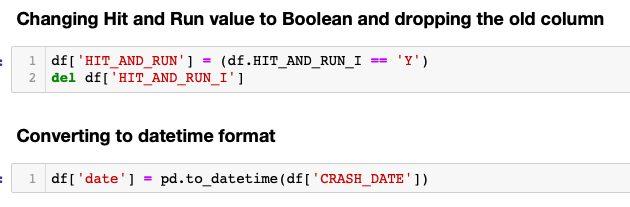 Changing Hit and Run value to Boolean and dropping the old column
1 df['HIT_AND_RUN'] = (df.HIT_AND_RUN_I == 'Y')
2 del df['HIT_AND_RUN_I']
Converting to datetime format
1 df['date'] = pd.to_datetime(df['CRASH_DATE'])